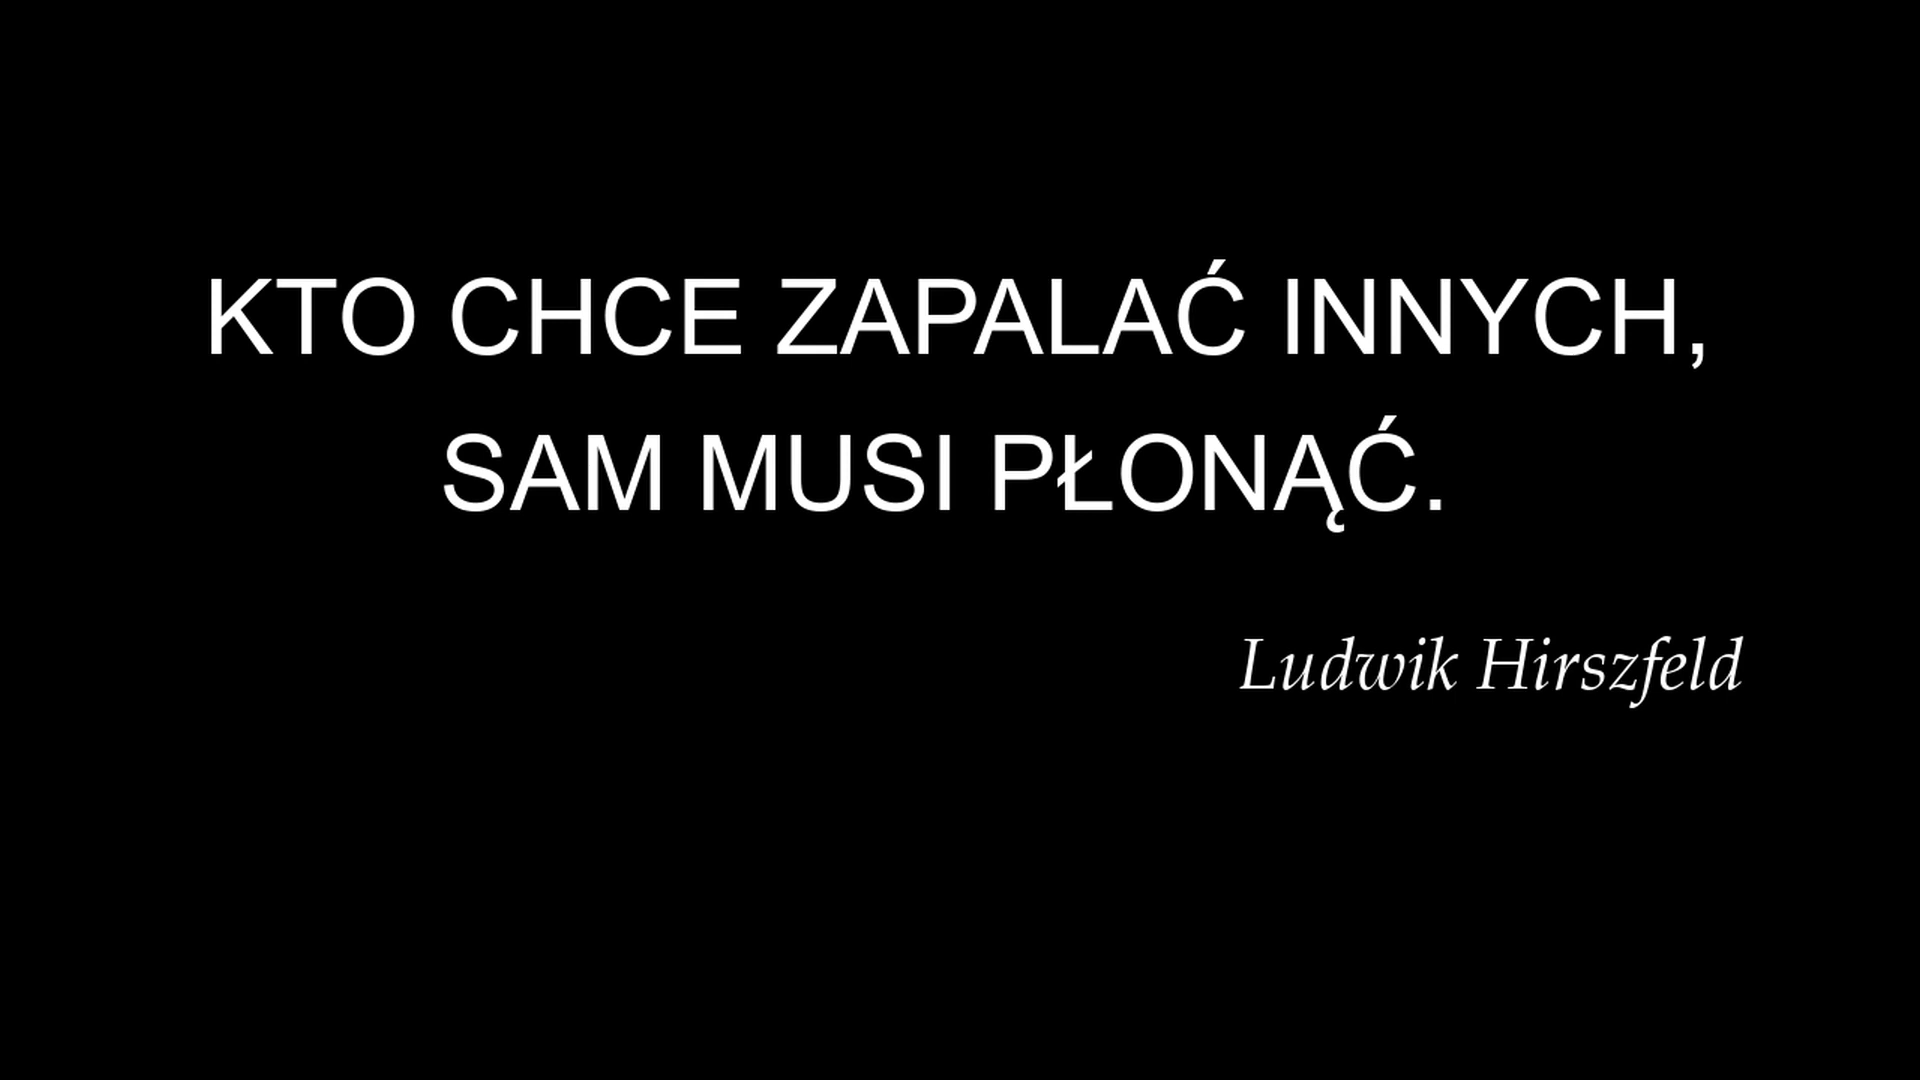 KTO CHCE ZAPALAĆ INNYCH,
SAM MUSI PŁONĄĆ.
Ludwik Hirszfeld